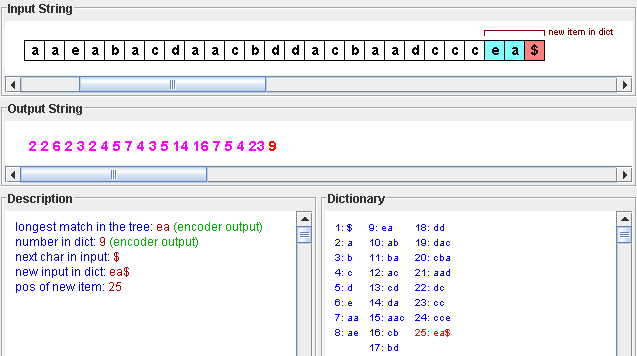 Input String
new item in dict
a a e a b a c d a a c b d d a c b a a d c c c e a $
Output String
2 2 6 2 3 2 4 5 7 4 3 5 14 16 7 5 4 23 9
Description
longest match in the tree: ea (encoder output)
number in dict: 9 (encoder output)
next char in input: $
new input in dict: ea$
pos of new item: 25
Dictionary
1: $ 9: ea 18: dd
2: a 10: ab 19: dac
3: b 11: ba 20: cba
4: c 12: ac 21: aad
5: d 13: cd 22: dc
6: e 14: da 23: cc
7: aa 15: aac 24: cce
8: ae 16: cb 25: ea$
17: bd